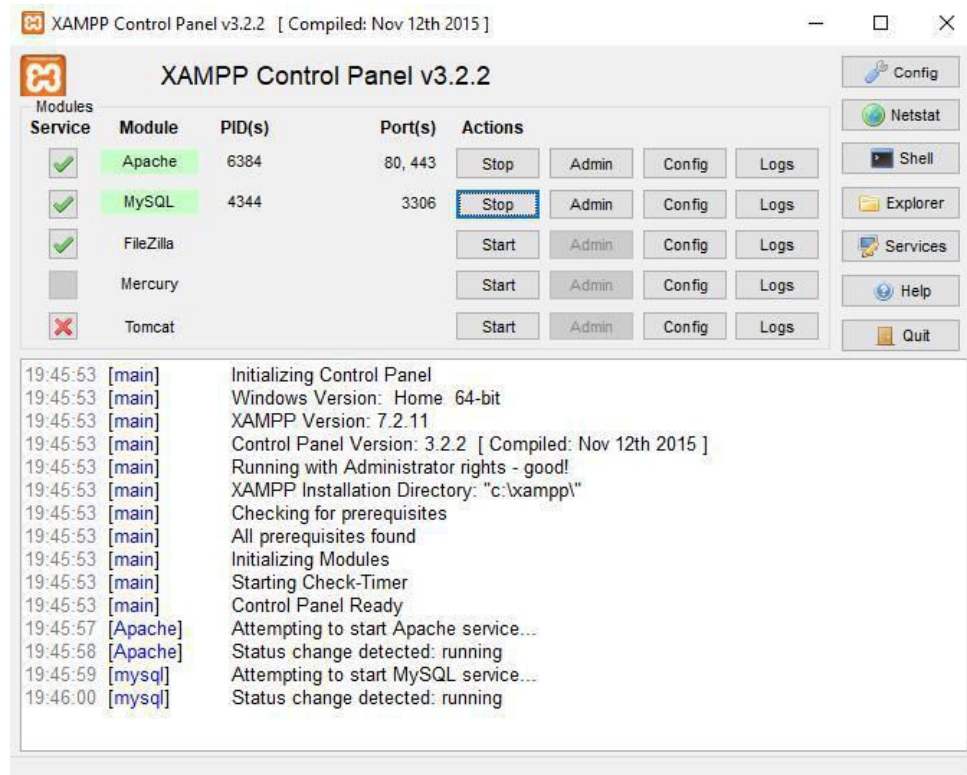 XAMPP Control Panel v3.2.2 [ Compiled: Nov 12th 2015 ]
XAMPP Control Panel v3.2.2
Config
Modules
Service Module PID(s) Port(s) Actions
Netstat
Apache 6384 80, 443 Stop Admin Config Logs
Shell
MySQL 4344 3306 Stop Admin Config Logs
Explorer
FileZilla Start Admin Config Logs
Services
Mercury Start Admin Config Logs
Help
Tomcat Start Admin Config Logs
Quit
19:45:53 [main] Initializing Control Panel
19:45:53 [main] Windows Version: Home 64-bit
19:45:53 [main] XAMPP Version: 7.2.11
19:45:53 [main] Control Panel Version: 3.2.2 [ Compiled: Nov 12th 2015 ]
19:45:53 [main] Running with Administrator rights - good!
19:45:53 [main] XAMPP Installation Directory: "c:\xampp\"
19:45:53 [main] Checking for prerequisites
19:45:53 [main] All prerequisites found
19:45:53 [main] Initializing Modules
19:45:53 [main] Starting Check-Timer
19:45:53 [main] Control Panel Ready
19:45:57 [Apache] Attempting to start Apache service...
19:45:58 [Apache] Status change detected: running
19:45:59 [mysql] Attempting to start MySQL service...
19:46:00 [mysql] Status change detected: running